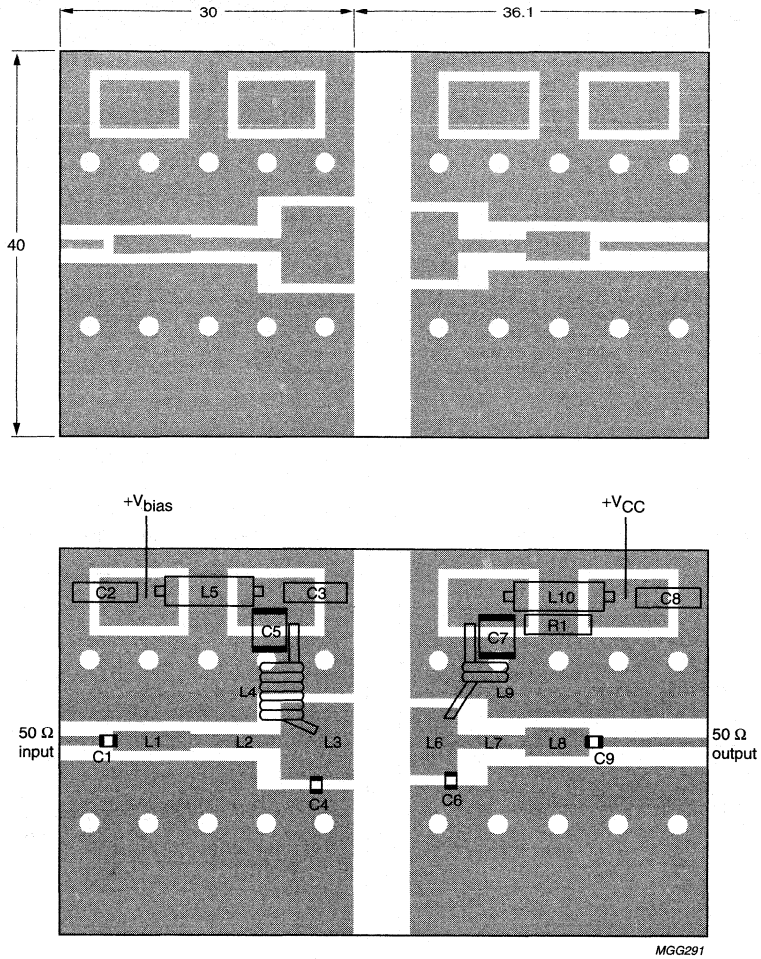 30
36.1
40
+Vbias
+VCC
C2
L5
C3
L10
C8
C5
C7
R1
L4
L9
50 Ω
input
L1
L2
L3
L6
L7
L8
50 Ω
output
C1
C9
C4
C6
MGG291